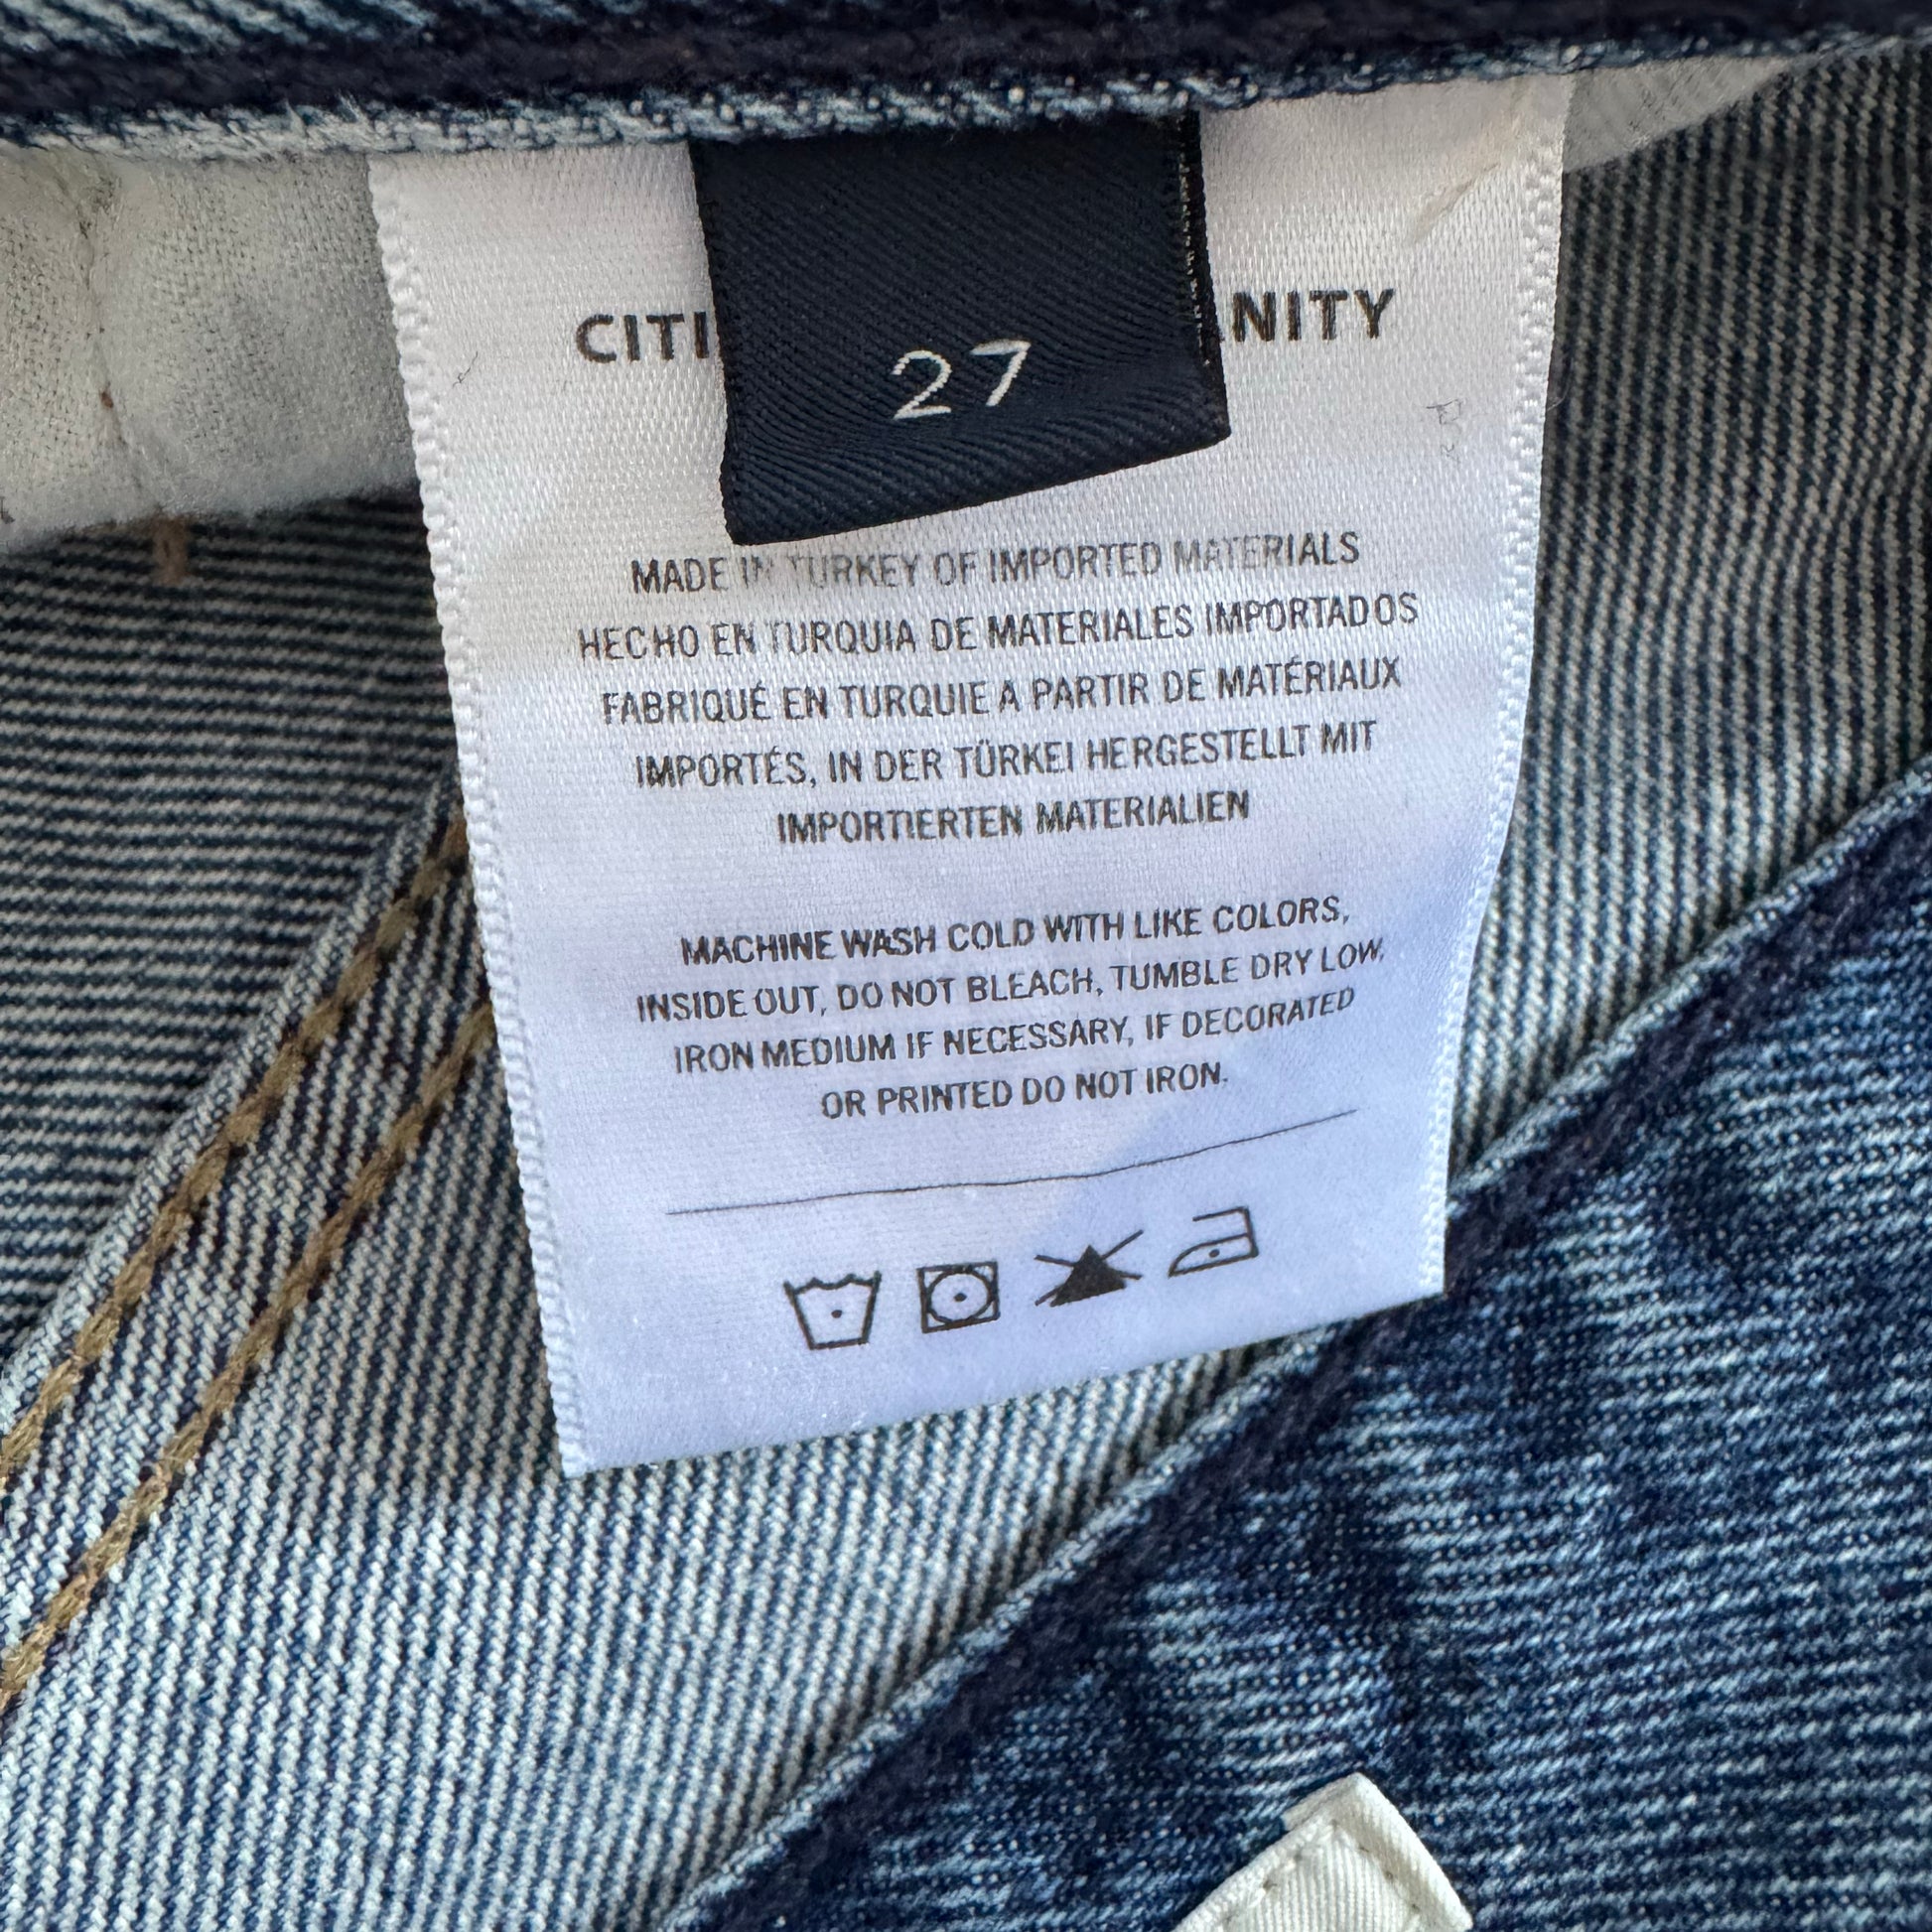 CITI NITY
27
MADE IN TURKEY OF IMPORTED MATERIALS
HECHO EN TURQUIA DE MATERIALES IMPORTADOS
FABRIQUÉ EN TURQUIE A PARTIR DE MATÉRIAUX
IMPORTÉS, IN DER TÜRKEI HERGESTELLT MIT
IMPORTIERTEN MATERIALIEN
MACHINE WASH COLD WITH LIKE COLORS,
INSIDE OUT, DO NOT BLEACH, TUMBLE DRY LOW,
IRON MEDIUM IF NECESSARY, IF DECORATED
OR PRINTED DO NOT IRON.